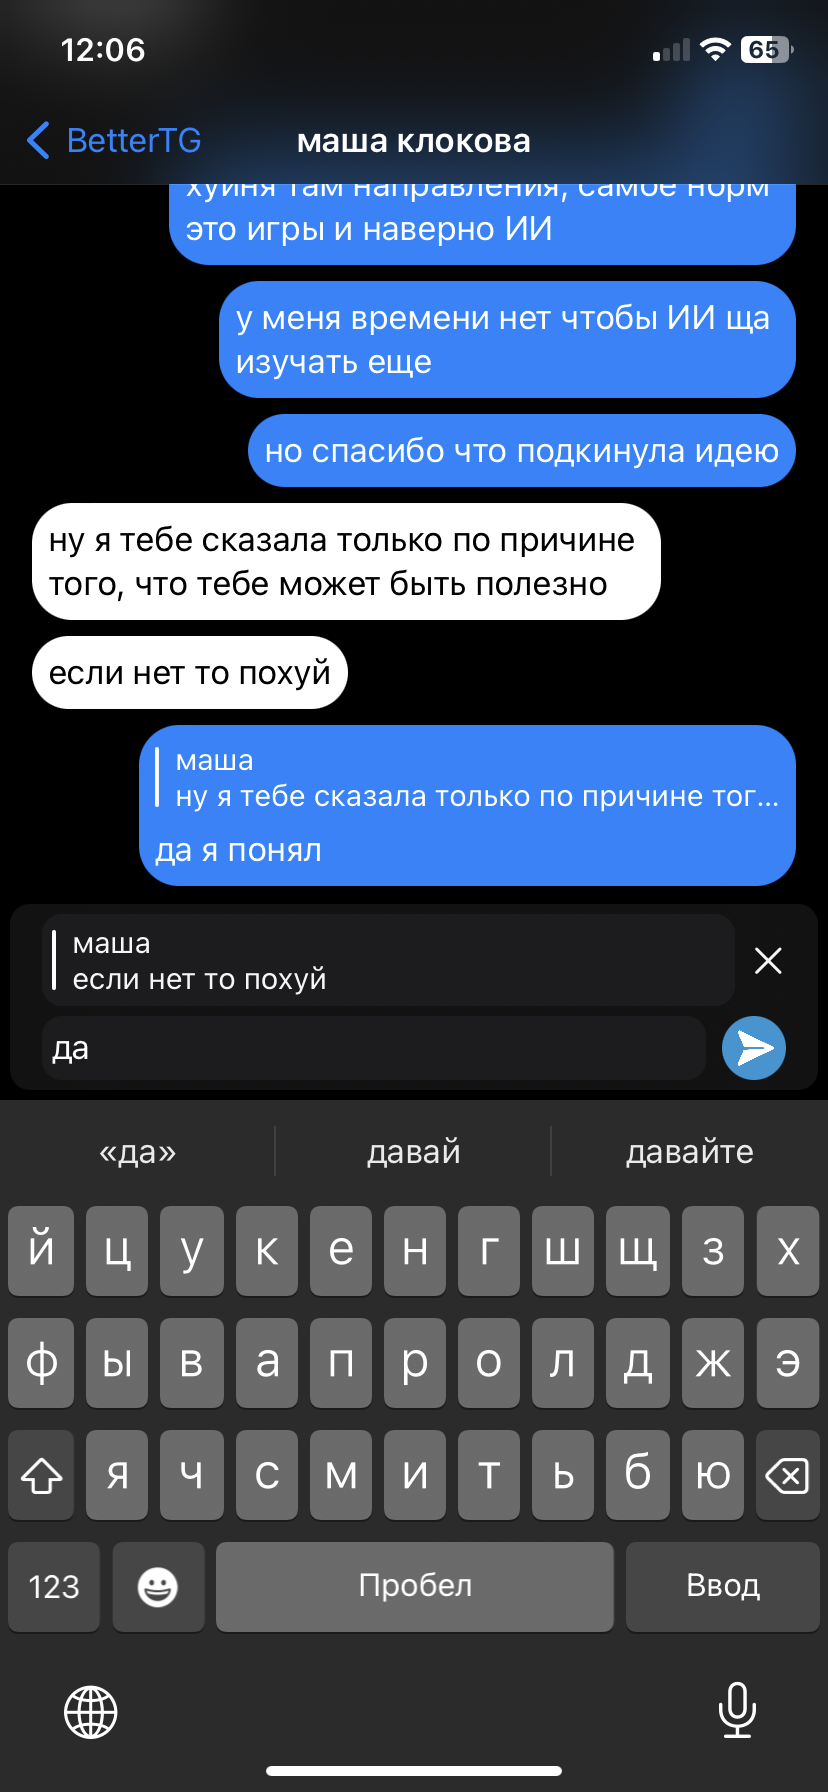 12:06
65
BetterTG
маша клокова
хуйня там направления, самое норм
это игры и наверно ИИ
у меня времени нет чтобы ИИ ща
изучать еще
но спасибо что подкинула идею
ну я тебе сказала только по причине
того, что тебе может быть полезно
если нет то похуй
маша
ну я тебе сказала только по причине тог...
да я понял
маша
если нет то похуй
да
«да» давай давайте
й ц у к е н г ш щ з х
ф ы в а п р о л д ж э
я ч с м и т ь б ю
123 Пробел Ввод